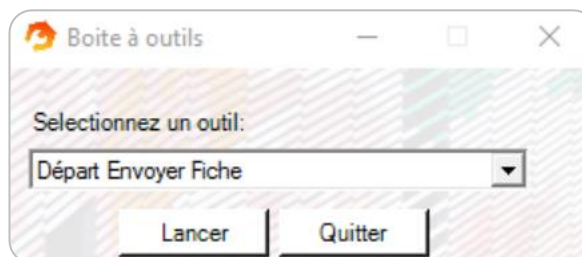 Boite à outils
Selectionnez un outil:
Départ Envoyer Fiche
Lancer Quitter